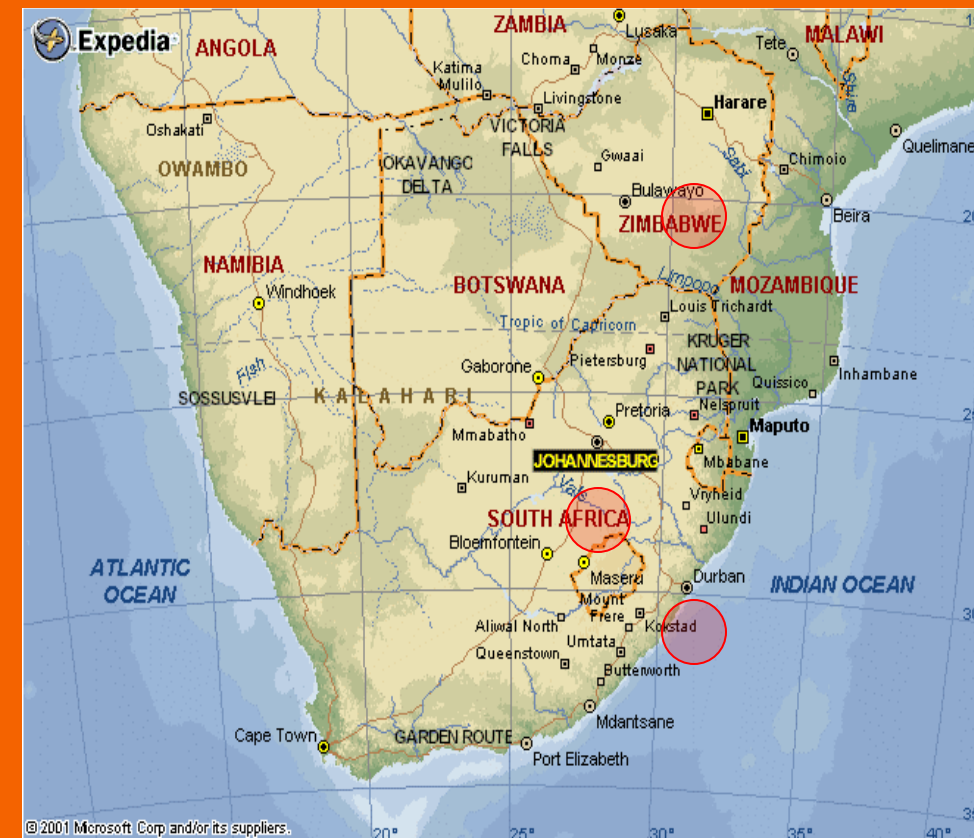 Expedia
ANGOLA
ZAMBIA
Lusaka
MALAWI
Tete
Choma
Monze
Katima
Mulilo
Livingstone
Shire
Harare
Oshakati
VICTORIA
FALLS
Quelimane
OWAMBO
OKAVANGO
DELTA
Gwaai
Sabi
Chimoio
Bulawayo
Beira
ZIMBABWE
NAMIBIA
BOTSWANA
Limpopo
MOZAMBIQUE
Windhoek
Louis Trichardt
Tropic of Capricorn
KRUGER
NATIONAL
PARK
Pietersburg
Gaborone
Fish
Inhambane
Quissico
SOSSUSVLEI
KALAHARI
Nelspruit
Pretoria
Maputo
Mmabatho
JOHANNESBURG
Mbabane
Kuruman
Vaal
Vryheid
SOUTH AFRICA
Ulundi
Bloemfontein
ATLANTIC
OCEAN
Maseru
Durban
INDIAN OCEAN
Mount
Frere
Kokstad
Aliwal North
Umtata
Queenstown
Butterworth
Mdantsane
Cape Town
GARDEN ROUTE
Port Elizabeth
© 2001 Microsoft Corp and/or its suppliers.
20°
25°
30°
35°
40°